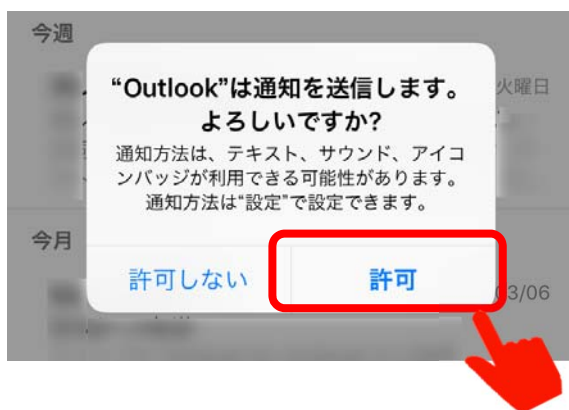 今週
火曜日
“Outlook”は通知を送信します。
よろしいですか?
通知方法は、テキスト、サウンド、アイコ
ンバッジが利用できる可能性があります。
通知方法は“設定”で設定できます。
今月
許可しない
許可
03/06